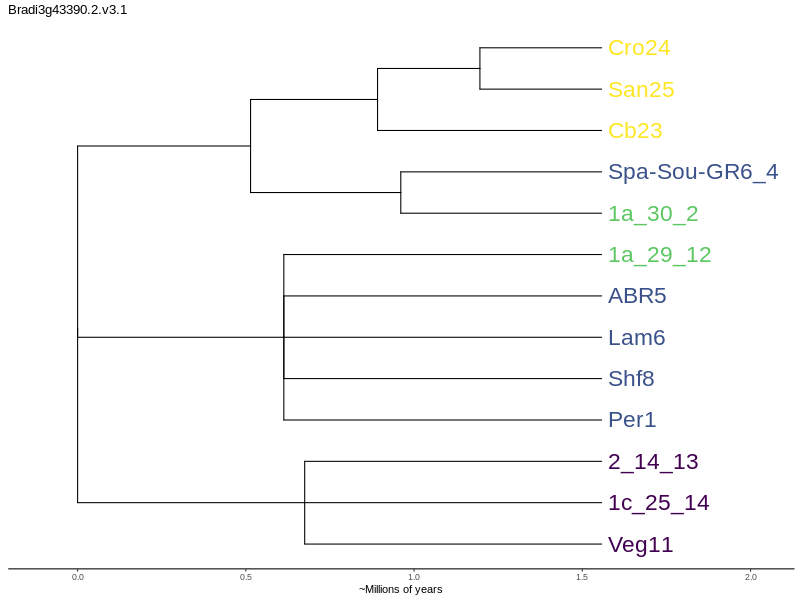 Bradi3g43390.2.v3.1
Cro24
San25
Cb23
Spa-Sou-GR6_4
1a_30_2
1a_29_12
ABR5
Lam6
Shf8
Per1
2_14_13
1c_25_14
Veg11
0.0 0.5 1.0 1.5 2.0
~Millions of years